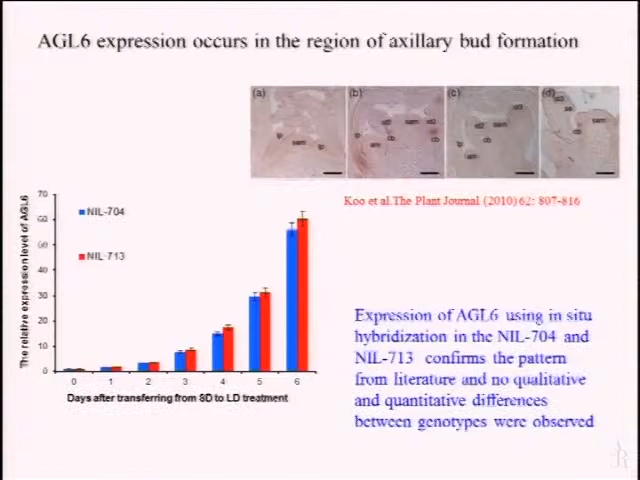 AGL6 expression occurs in the region of axillary bud formation
(a)
(b)
(c)
(d)
sam
sam
sam
Koo et al.The Plant Journal (2010) 62: 807-816
The relative expression level of AGL6
70
60
50
40
30
20
10
0
NIL-704
NIL-713
0 1 2 3 4 5 6
Days after transferring from SD to LD treatment
Expression of AGL6 using in situ
hybridization in the NIL-704 and
NIL-713 confirms the pattern
from literature and no qualitative
and quantitative differences
between genotypes were observed